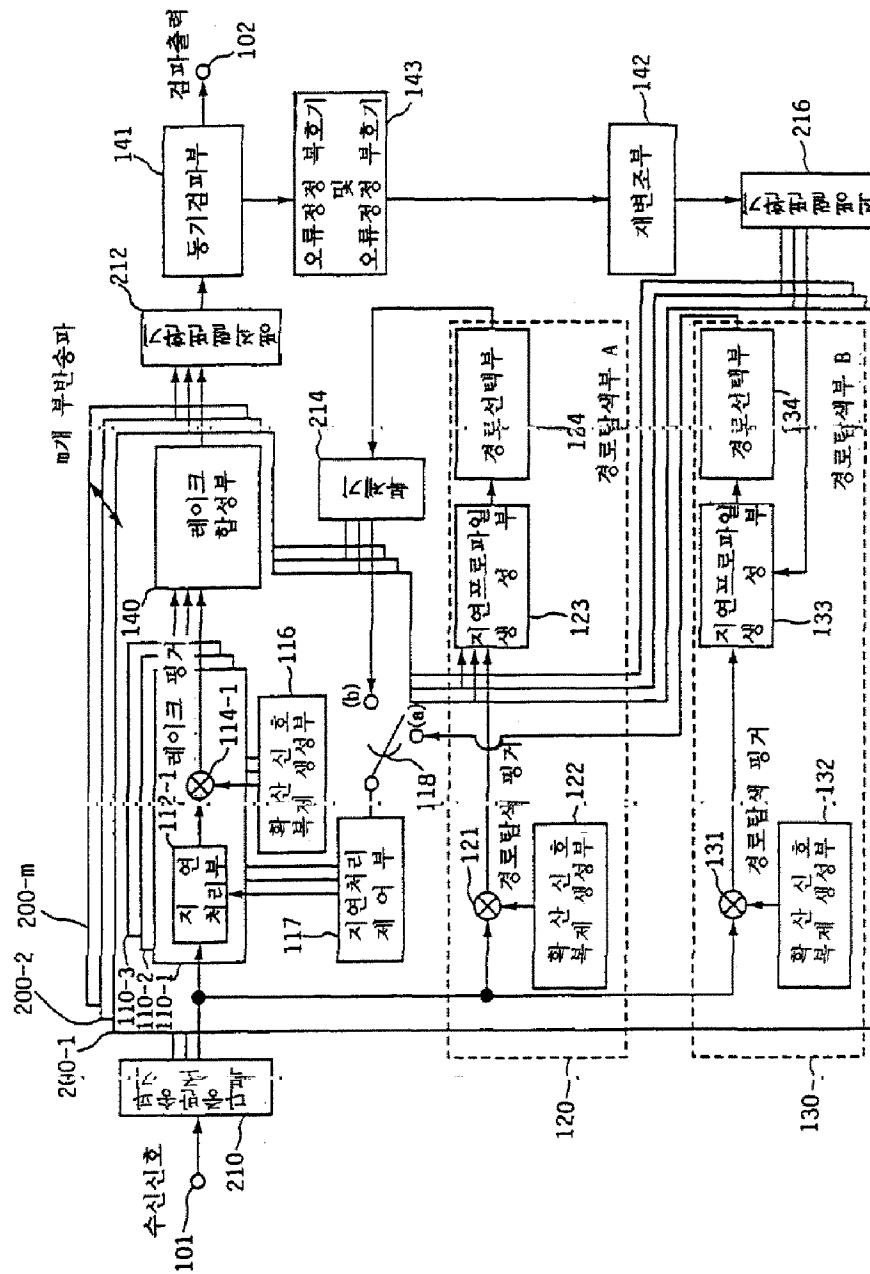 수신신호
101
210
200-1
200-2
200-m
m개 부반송파
110-3
110-2
110-1
레이크 핑거
112-1
지연
처리부
114-1
확산 신호
복제 생성부
116
지연처리
제어부
117
118
(a)
(b)
140
레이크
합성부
212
141
동기검파부
검파출력
102
오류정정 복호기
및
오류정정 부호기
143
재변조부
142
216
214
120
121
경로탐색 핑거
확산 신호
복제 생성부
122
지연프로파일
생성부
123
경로선택부
124
경로탐색부 A
130
131
경로탐색 핑거
확산 신호
복제 생성부
132
지연프로파일
생성부
133
경로선택부
134
경로탐색부 B